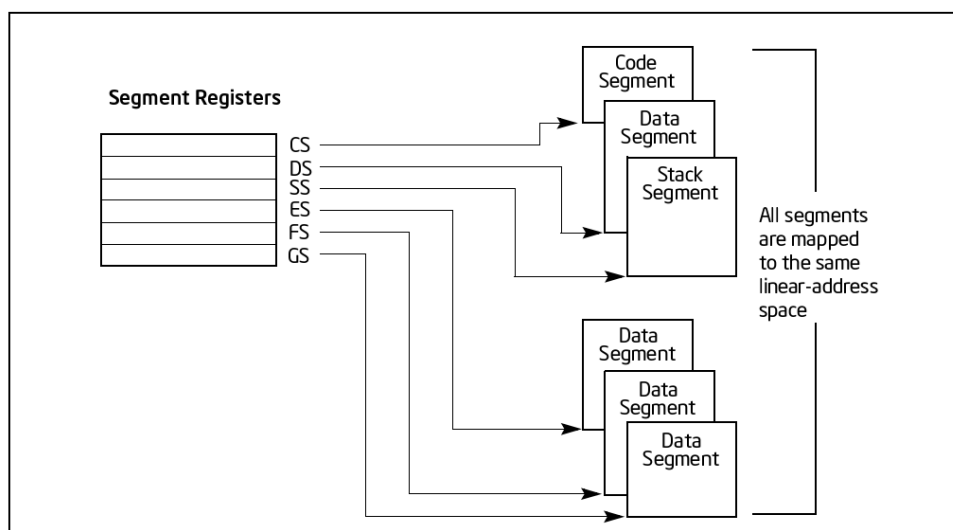 Segment Registers
CS
DS
SS
ES
FS
GS
Code
Segment
Data
Segment
Stack
Segment
Data
Segment
Data
Segment
Data
Segment
All segments
are mapped
to the same
linear-address
space